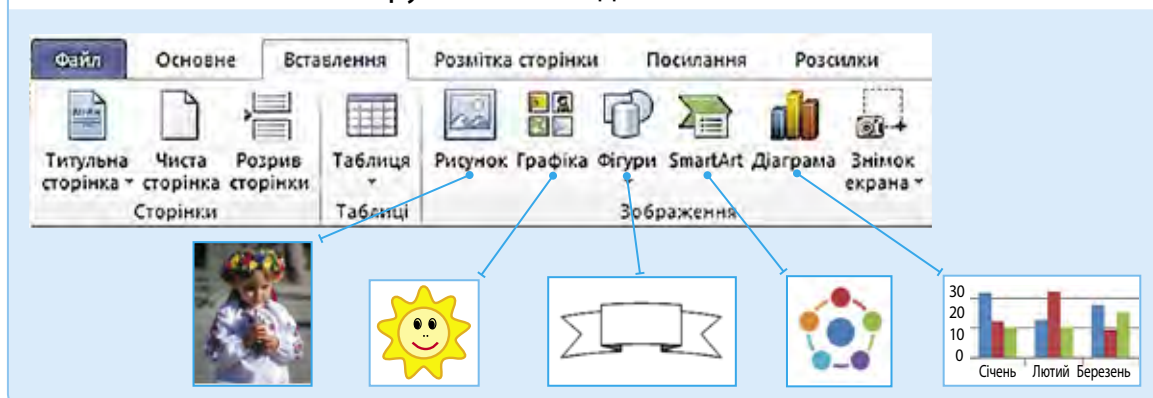 Файл Основне Вставлення Розмітка сторінки Посилання Розсилки
Титульна сторінка
Чиста сторінка
Розрив сторінки
Таблиця
Рисунок Графіка Фігури SmartArt Діаграма
Знімок екрана
Сторінки Таблиці Зображення
30
20
10
0
Січень Лютий Березень